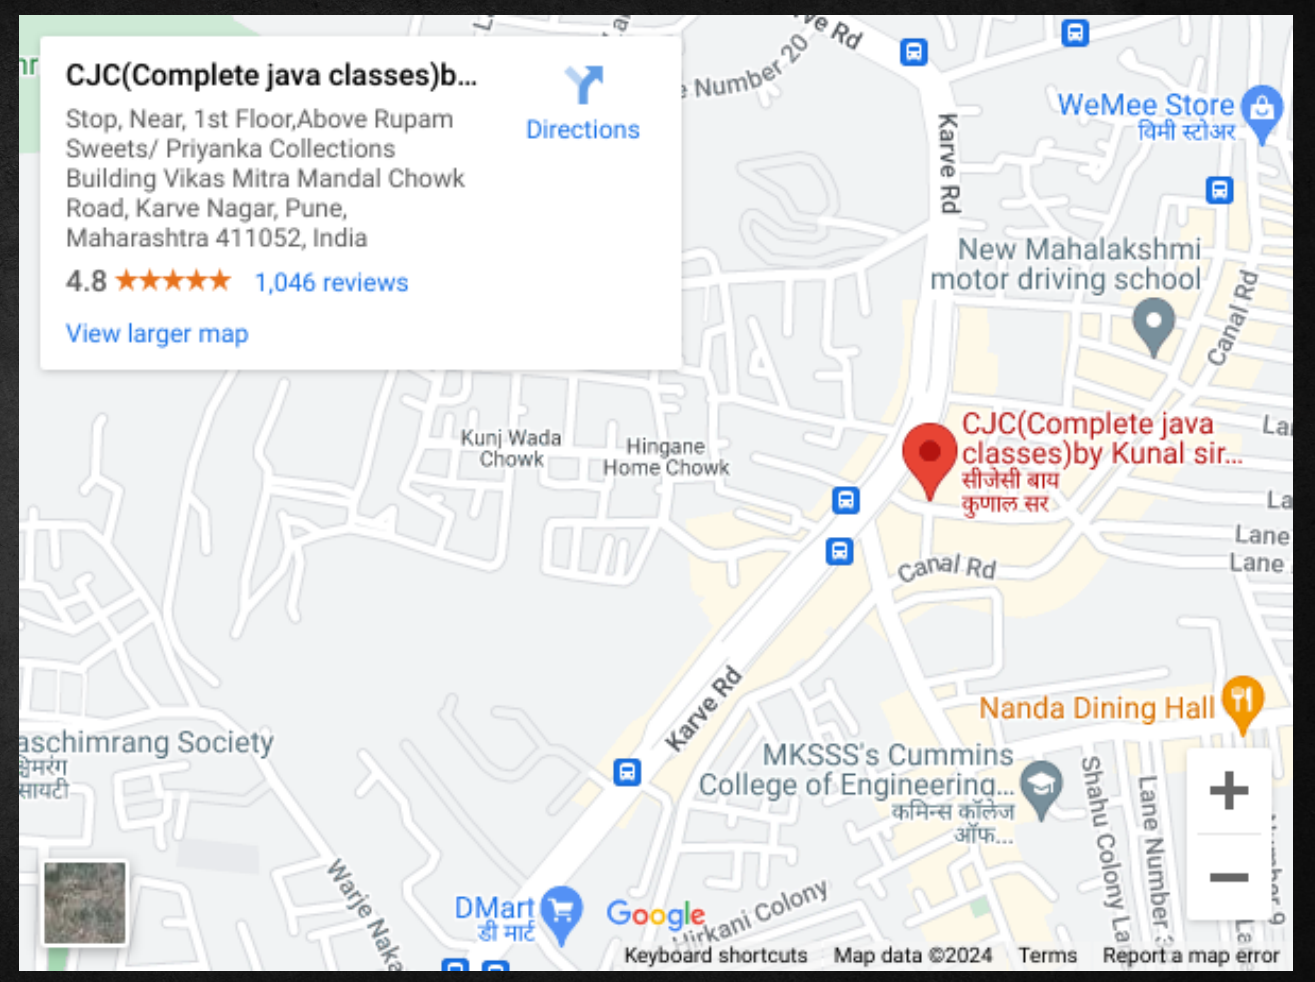 CJC(Complete java classes)b...
Stop, Near, 1st Floor,Above Rupam
Sweets/ Priyanka Collections
Building Vikas Mitra Mandal Chowk
Road, Karve Nagar, Pune,
Maharashtra 411052, India
4.8 1,046 reviews
View larger map
Directions
Karve Rd
Number 20
WeMee Store
विमी स्टोअर
Karve Rd
New Mahalakshmi
motor driving school
Canal Rd
CJC(Complete java
classes)by Kunal sir...
सीजेसी बाय
कुणाल सर
Kunj Wada
Chowk
Hingane
Home Chowk
Lane
Lane
Canal Rd
Karve Rd
Nanda Dining Hall
aschimrang Society
MKSSS's Cummins
College of Engineering...
कमिन्स कॉलेज
ऑफ...
Shahu Colony La
Lane Number
Warje Naka
DMart
डी मार्ट
Google
Hirkani Colony
Keyboard shortcuts Map data ©2024 Terms Report a map error